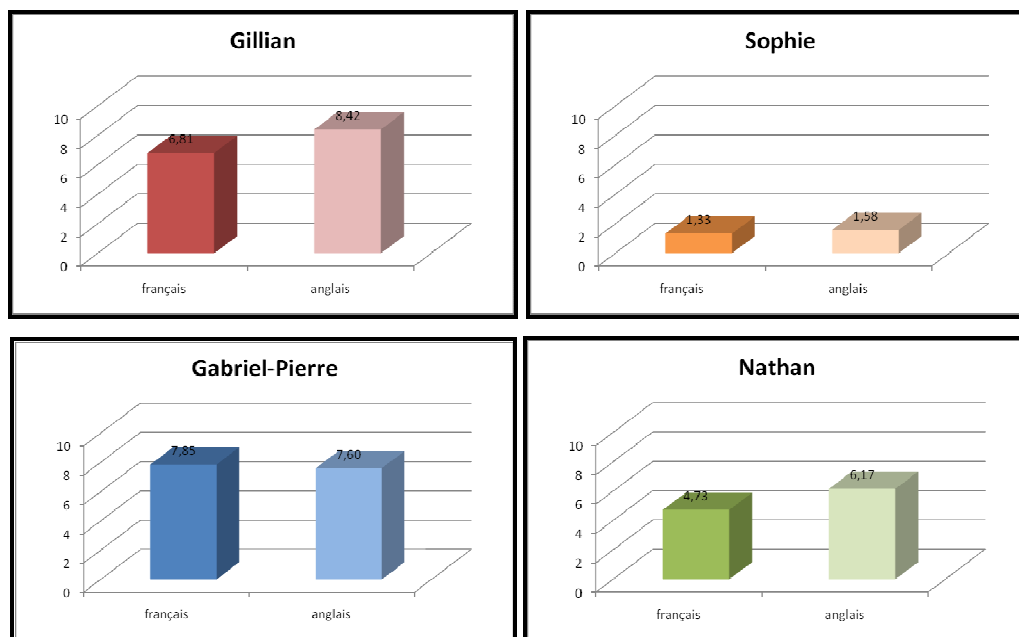 Gillian
10
8
6
4
2
0
6,81
8,42
français
anglais
Sophie
10
8
6
4
2
0
1,33
1,58
français
anglais
Gabriel-Pierre
10
8
6
4
2
0
7,85
7,60
français
anglais
Nathan
10
8
6
4
2
0
4,73
6,17
français
anglais